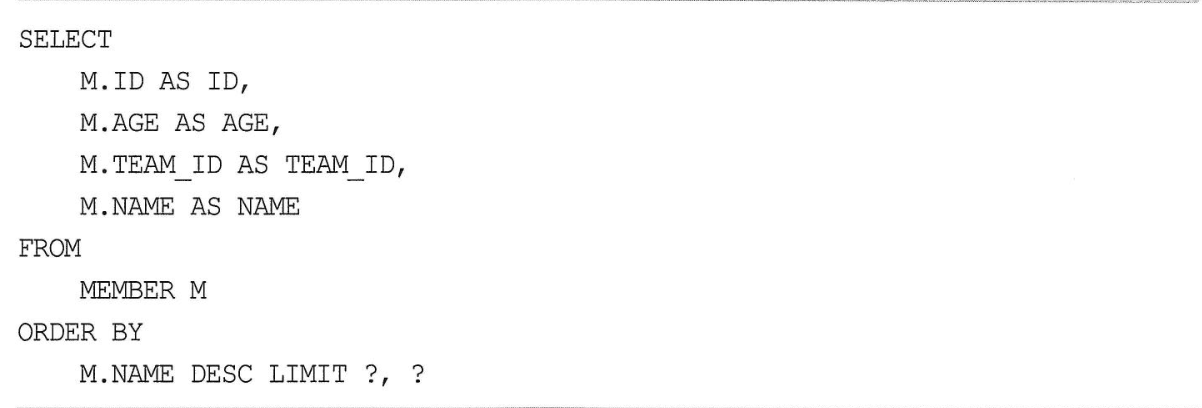 SELECT
    M.ID AS ID,
    M.AGE AS AGE,
    M.TEAM_ID AS TEAM_ID,
    M.NAME AS NAME
FROM
    MEMBER M
ORDER BY
    M.NAME DESC LIMIT ?, ?